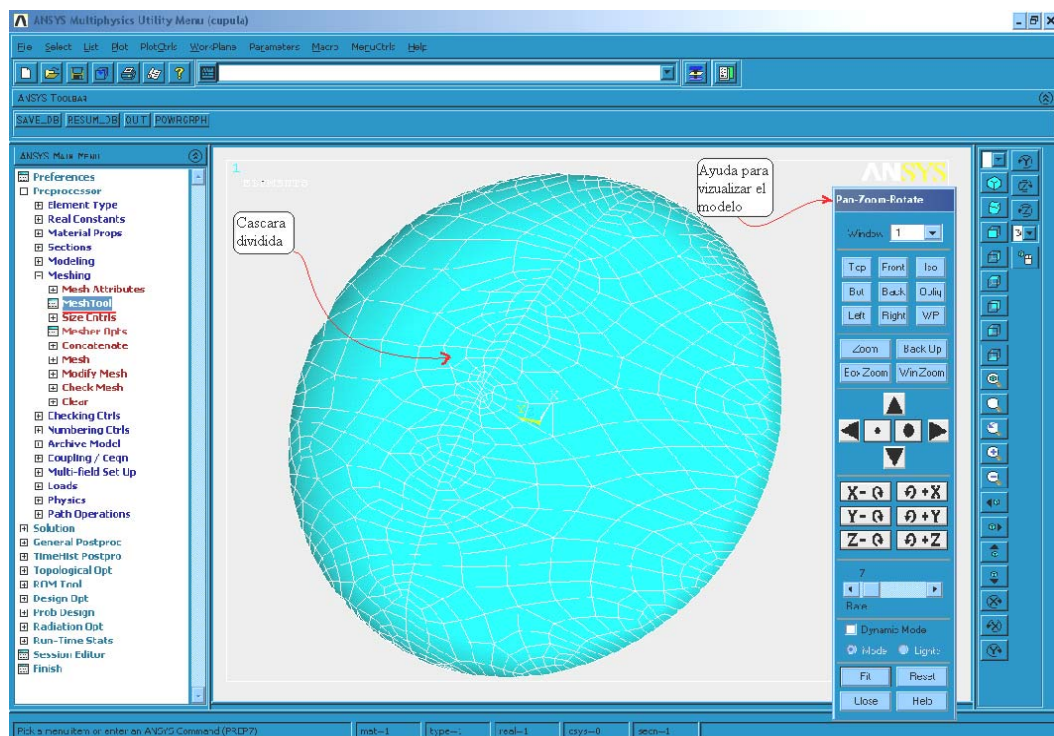 ANSYS Multiphysics Utility Menu (cupula)
File Select List Plot PlotCtrls WorkPlane Parameters Macro MenuCtrls Help
ANSYS Toolbar
SAVE_DB RESUM_DB QUIT POWRGRPH
ANSYS Main Menu
Preferences
Preprocessor
Element Type
Real Constants
Material Props
Sections
Modeling
Meshing
Mesh Attributes
MeshTool
Size Cntrls
Mesher Opts
Concatenate
Mesh
Modify Mesh
Check Mesh
Clear
Checking Ctrls
Numbering Ctrls
Archive Model
Coupling / Ceqn
Multi-field Set Up
Loads
Physics
Path Operations
Solution
General Postproc
TimeHist Postpro
Topological Opt
ROM Tool
Design Opt
Prob Design
Radiation Opt
Run-Time Stats
Session Editor
Finish
1
ELEMENTS
Cascara
dividida
Ayuda para
vizualizar el
modelo
ANSYS
Pan-Zoom-Rotate
Window 1
Top Front Iso
Bot Back Obliq
Left Right WP
Zoom Back Up
Box Zoom Win Zoom
X- +X
Y- +Y
Z- +Z
7
Rate
Dynamic Mode
Model Lights
Fit Reset
Close Help
Pick a menu item or enter an ANSYS Command (PREP7)
mat=1 type=1 real=1 csys=0 secn=1